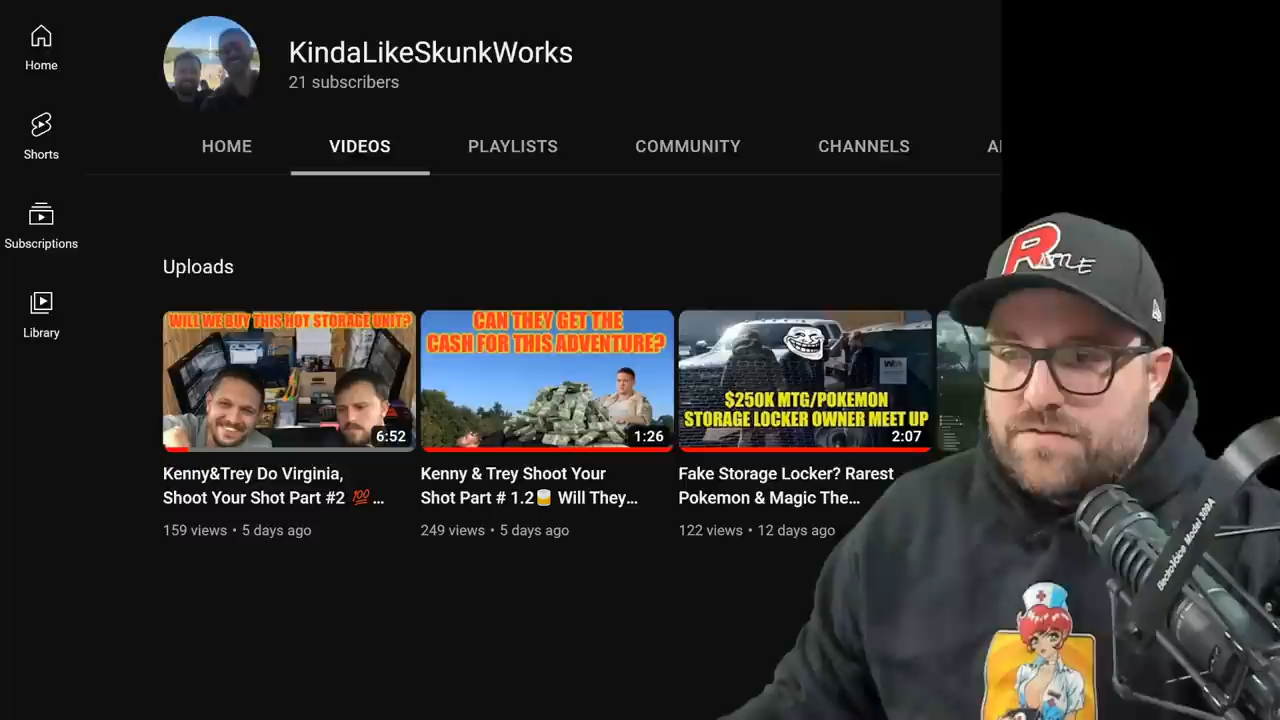 KindaLikeSkunkWorks
21 subscribers
Home
Shorts
Subscriptions
Library
HOME
VIDEOS
PLAYLISTS
COMMUNITY
CHANNELS
Uploads
WILL WE BUY THIS HOT STORAGE UNIT?
6:52
Kenny&Trey Do Virginia,
Shoot Your Shot Part #2 💯...
159 views • 5 days ago
CAN THEY GET THE
CASH FOR THIS ADVENTURE?
1:26
Kenny & Trey Shoot Your
Shot Part # 1.2🥃 Will They...
249 views • 5 days ago
$250K MTG/POKEMON
STORAGE LOCKER OWNER MEET UP
2:07
Fake Storage Locker? Rarest
Pokemon & Magic The...
122 views • 12 days ago
RATTLE
ElectroVoice Model 309A